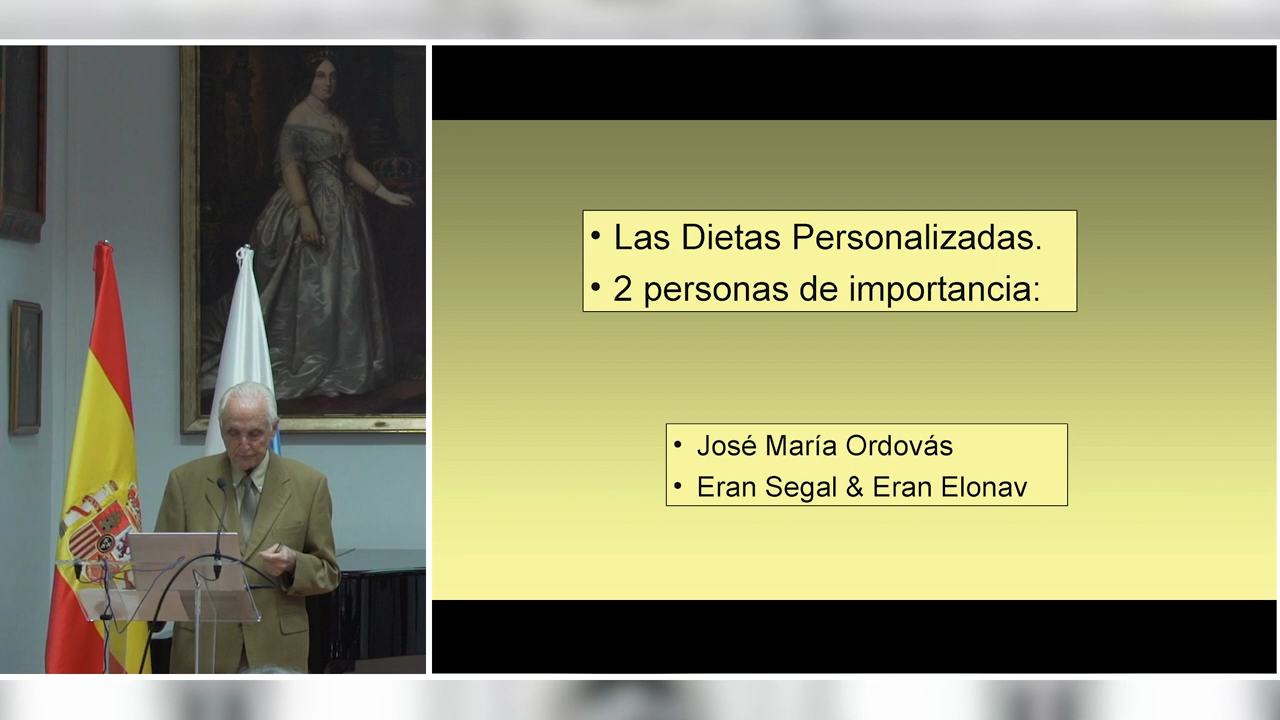 • Las Dietas Personalizadas.
• 2 personas de importancia:
• José María Ordovás
• Eran Segal & Eran Elonav